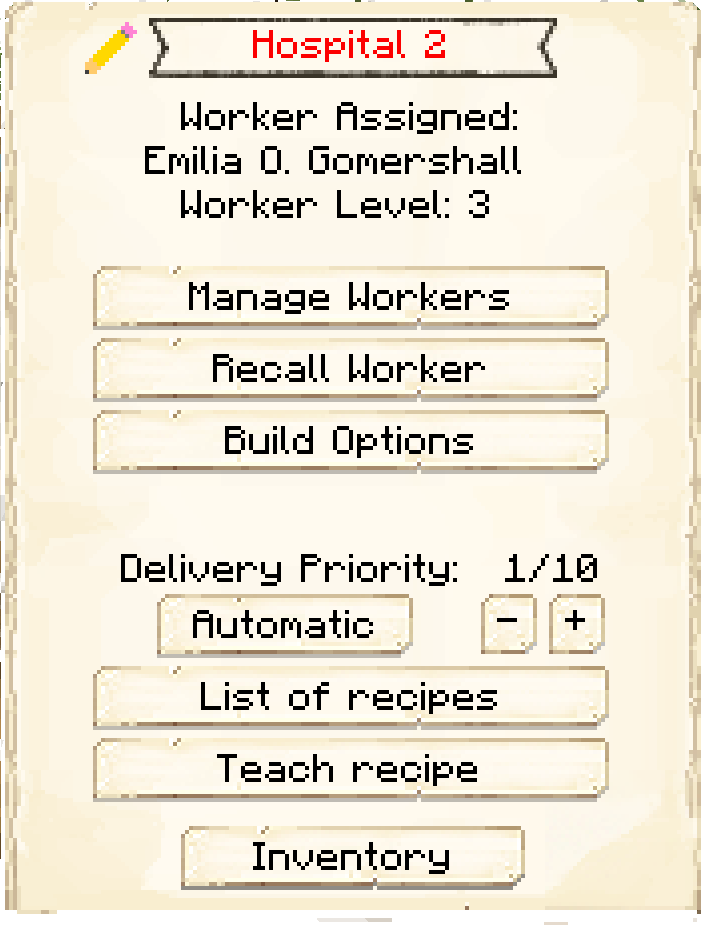 Hospital 2
Worker Assigned:
Emilia O. Gomershall
Worker Level: 3
Manage Workers
Recall Worker
Build Options
Delivery Priority: 1/10
Automatic - +
List of recipes
Teach recipe
Inventory